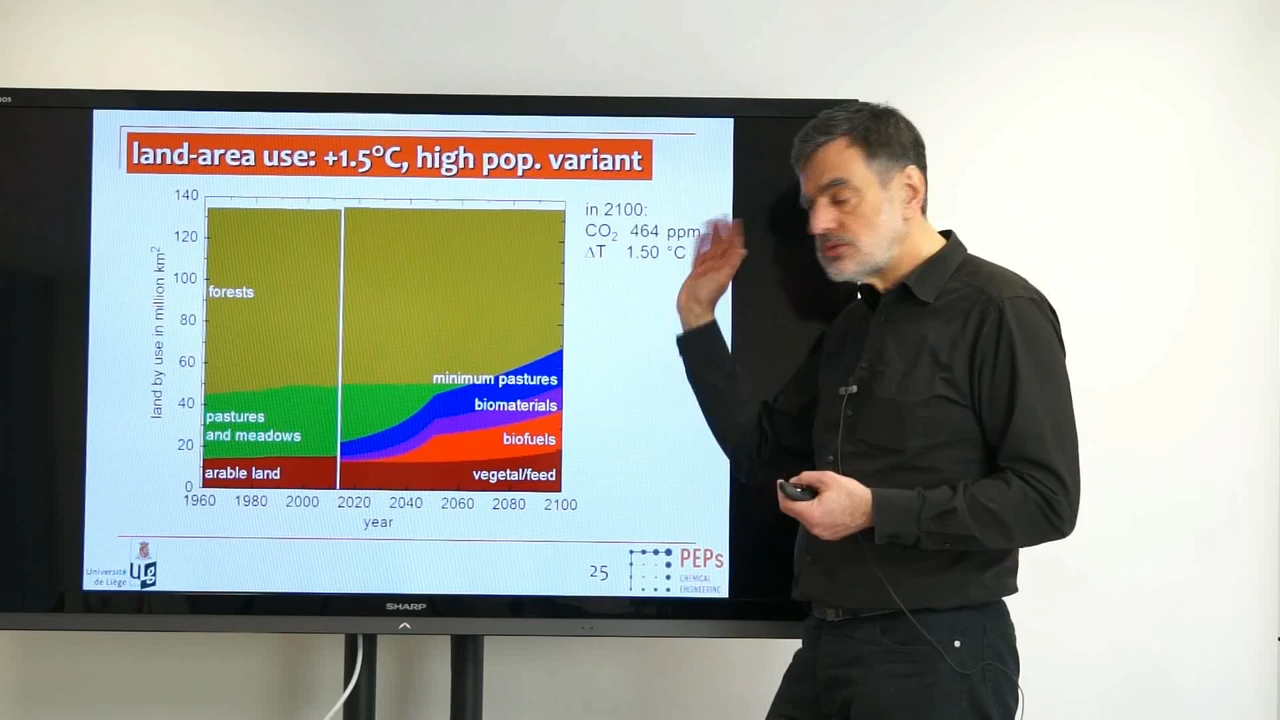 land-area use: +1.5°C, high pop. variant
140
120
100
80
60
40
20
0
land by use in million km²
forests
pastures
and meadows
arable land
minimum pastures
biomaterials
biofuels
vegetal/feed
1960 1980 2000 2020 2040 2060 2080 2100
year
in 2100:
CO₂ 464 ppm
ΔT 1.50 °C
Université
de Liège
25
PEPs
CHEMICAL
ENGINEERING
SHARP